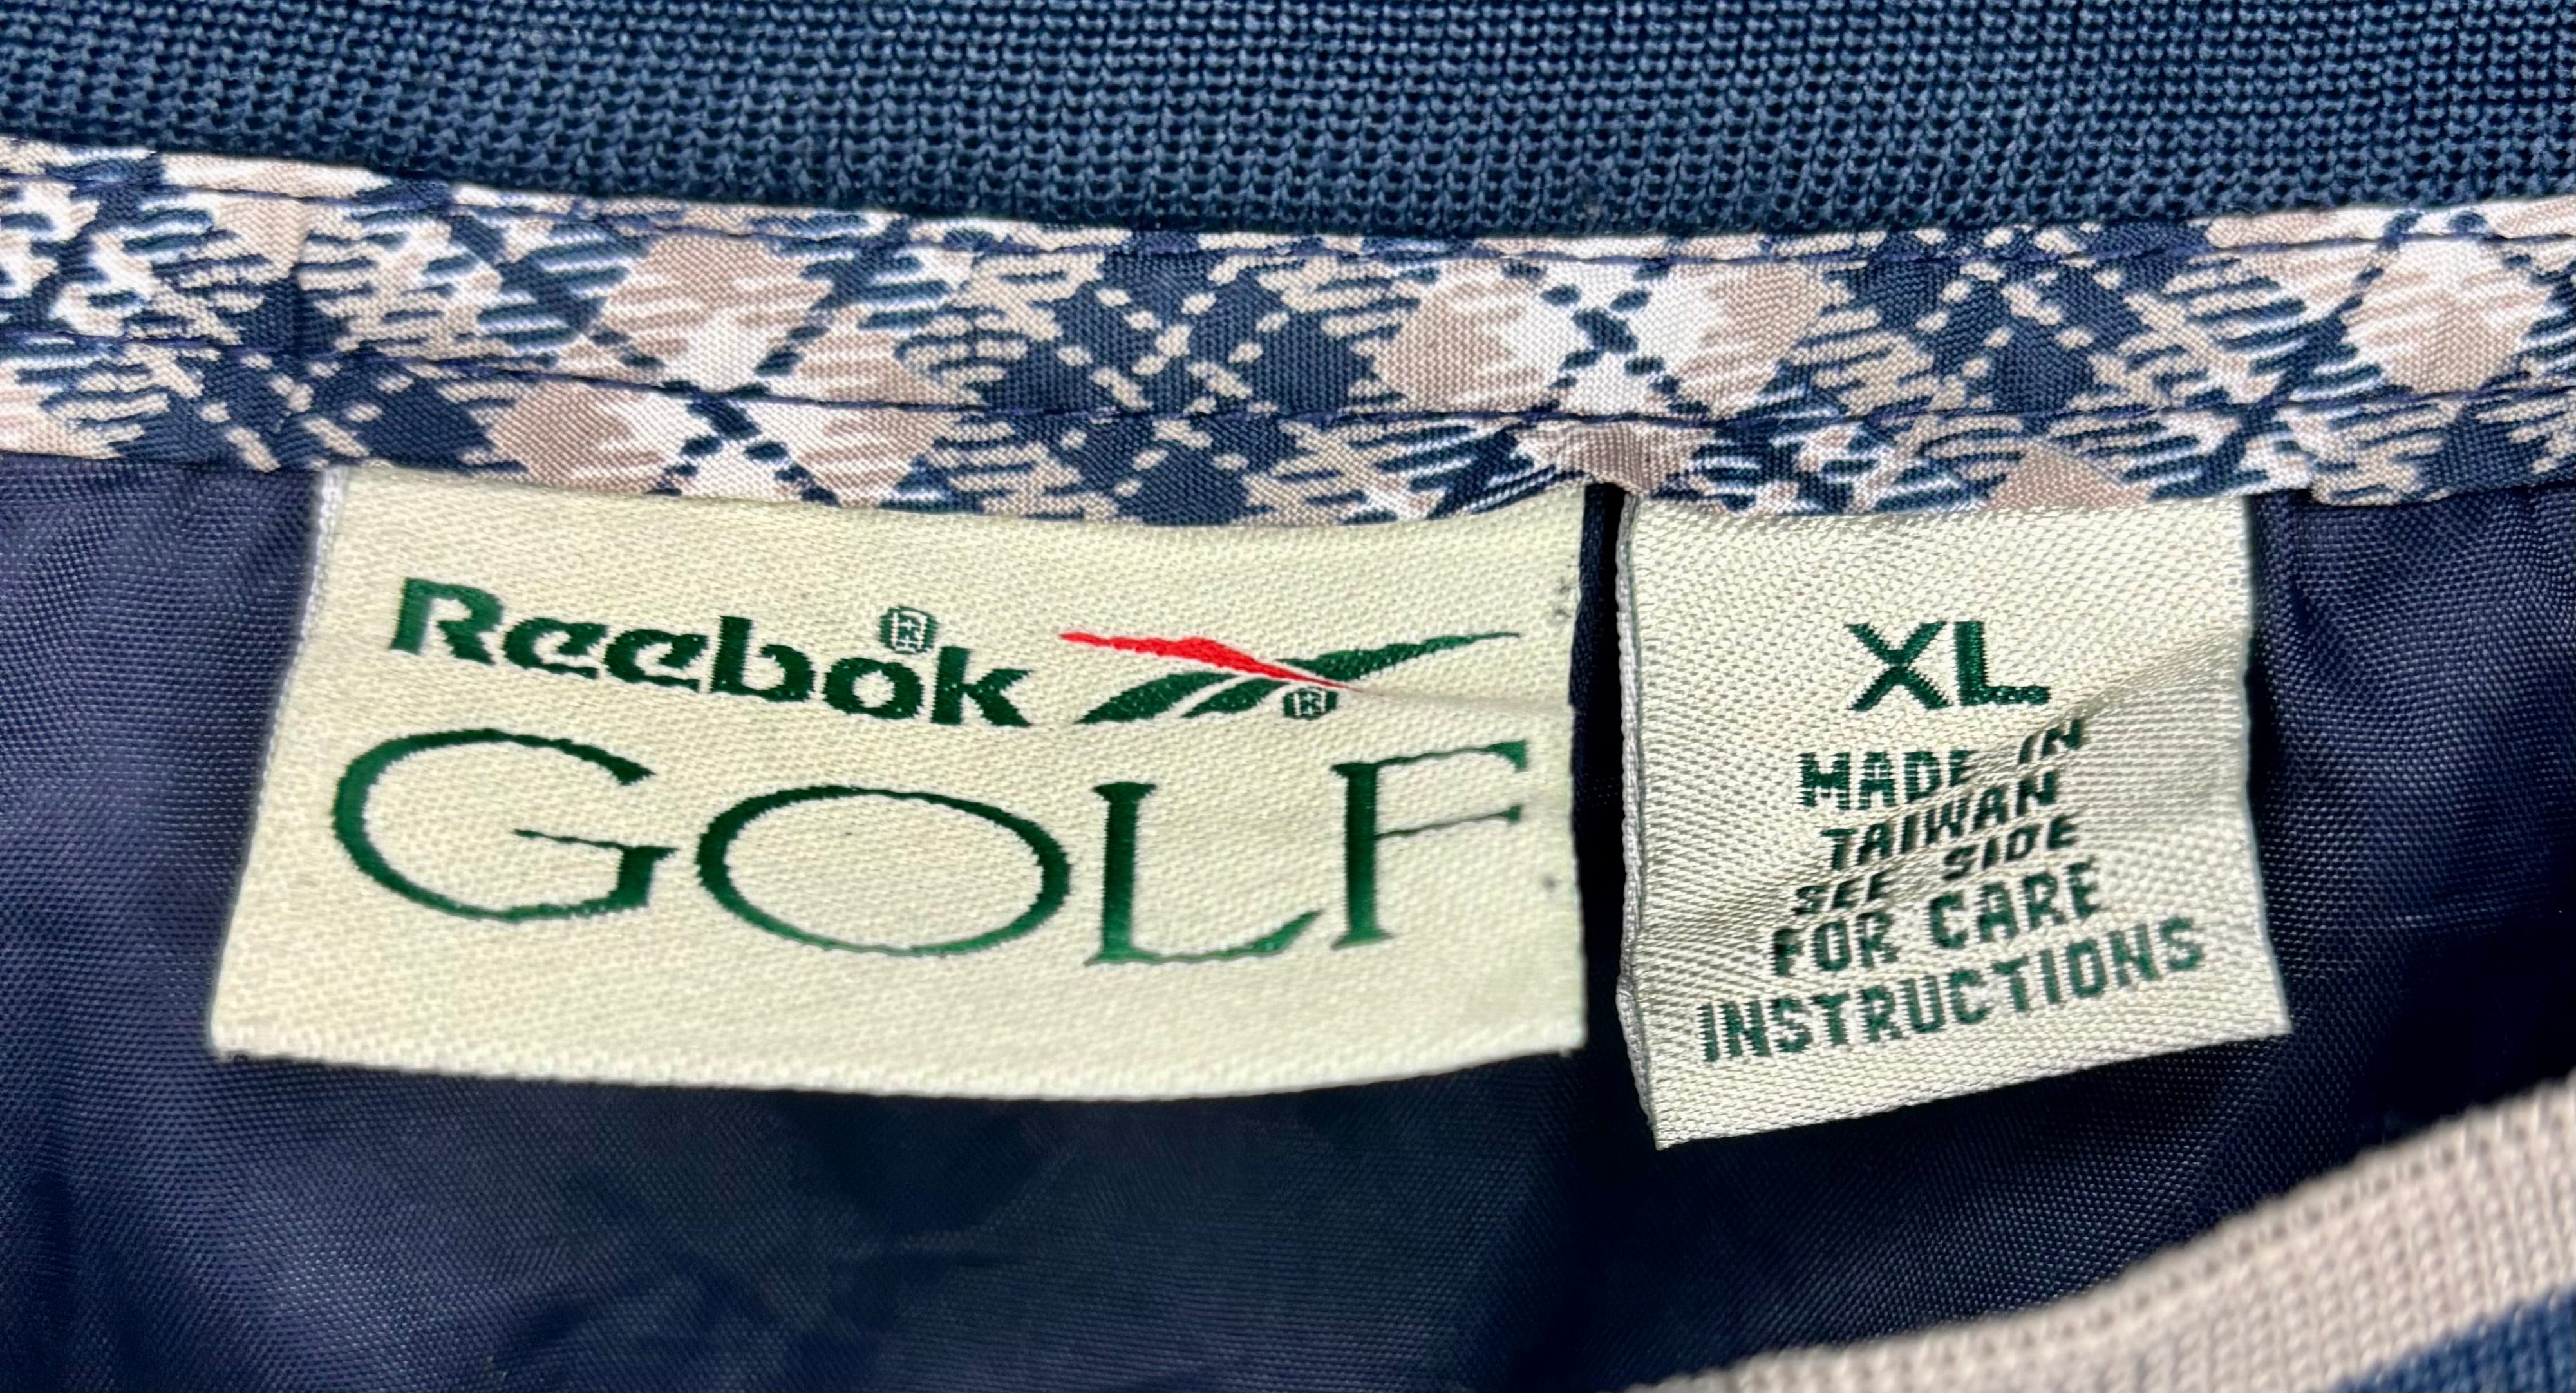 Reebok
GOLF
XL
MADE IN
TAIWAN
SEE SIDE
FOR CARE
INSTRUCTIONS